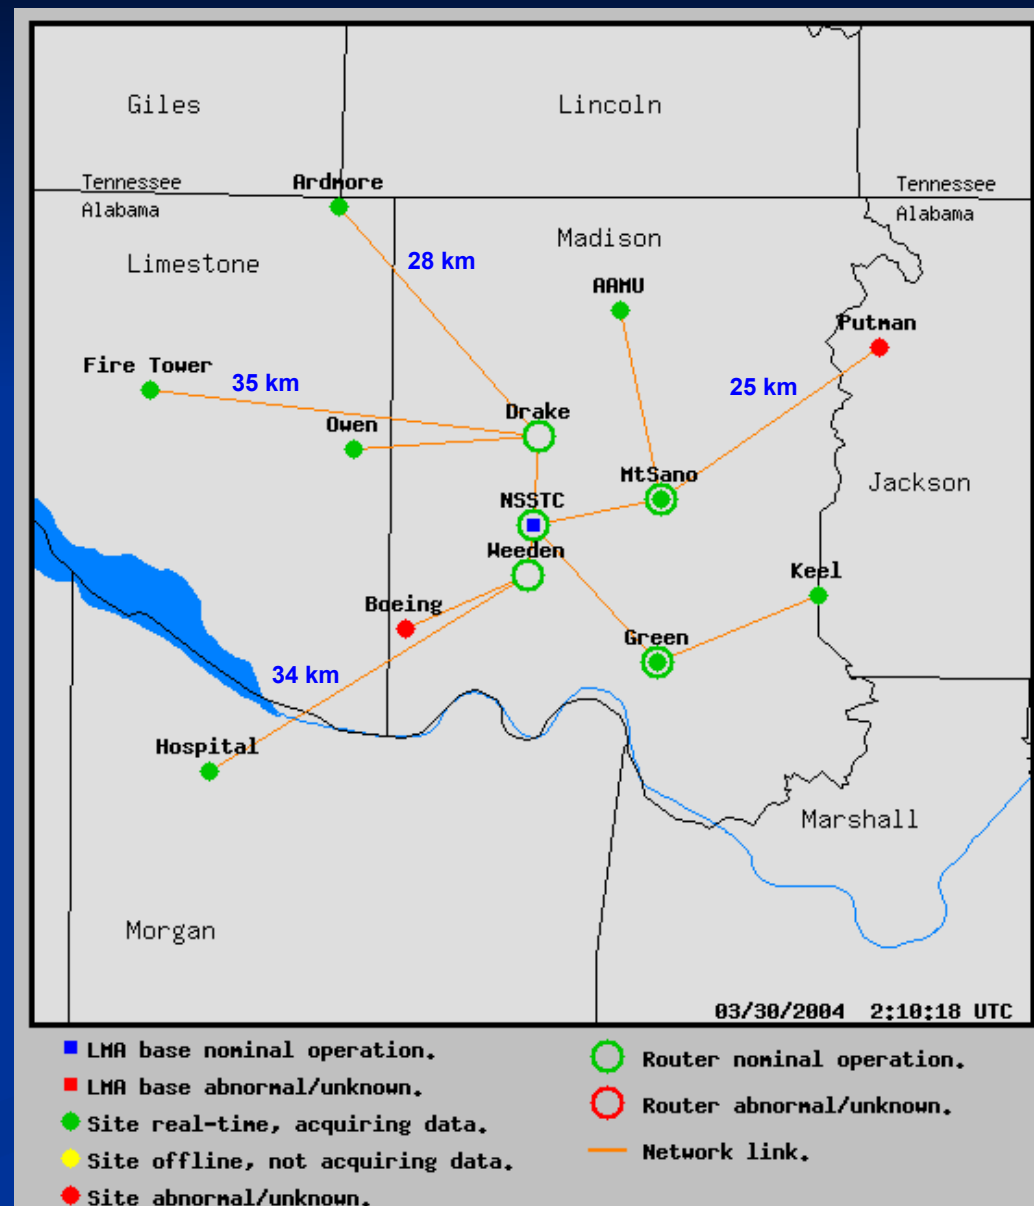 Giles
Lincoln
Tennessee
Ardmore
Tennessee
Alabama
Alabama
Madison
Limestone
28 km
AAMU
Putman
Fire Tower
35 km
25 km
Drake
Owen
MtSano
Jackson
NSSTC
Weeden
Keel
Boeing
Green
34 km
Hospital
Marshall
Morgan
03/30/2004 2:10:18 UTC
LMA base nominal operation.
LMA base abnormal/unknown.
Site real-time, acquiring data.
Site offline, not acquiring data.
Site abnormal/unknown.
Router nominal operation.
Router abnormal/unknown.
Network link.